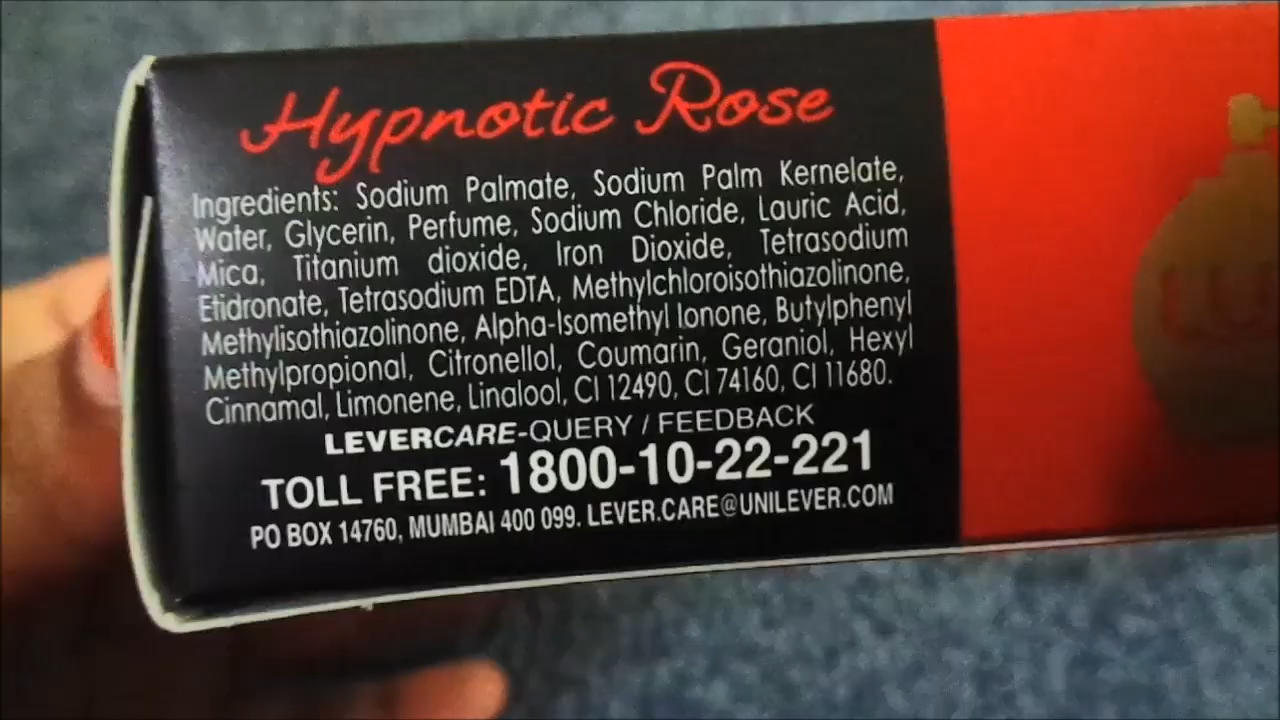 Hypnotic Rose
Ingredients: Sodium Palmate, Sodium Palm Kernelate,
Water, Glycerin, Perfume, Sodium Chloride, Lauric Acid,
Mica, Titanium dioxide, Iron Dioxide, Tetrasodium
Etidronate, Tetrasodium EDTA, Methylchloroisothiazolinone,
Methylisothiazolinone, Alpha-Isomethyl Ionone, Butylphenyl
Methylpropional, Citronellol, Coumarin, Geraniol, Hexyl
Cinnamal, Limonene, Linalool, CI 12490, CI 74160, CI 11680.
LEVERCARE-QUERY / FEEDBACK
TOLL FREE: 1800-10-22-221
PO BOX 14760, MUMBAI 400 099. LEVER.CARE@UNILEVER.COM